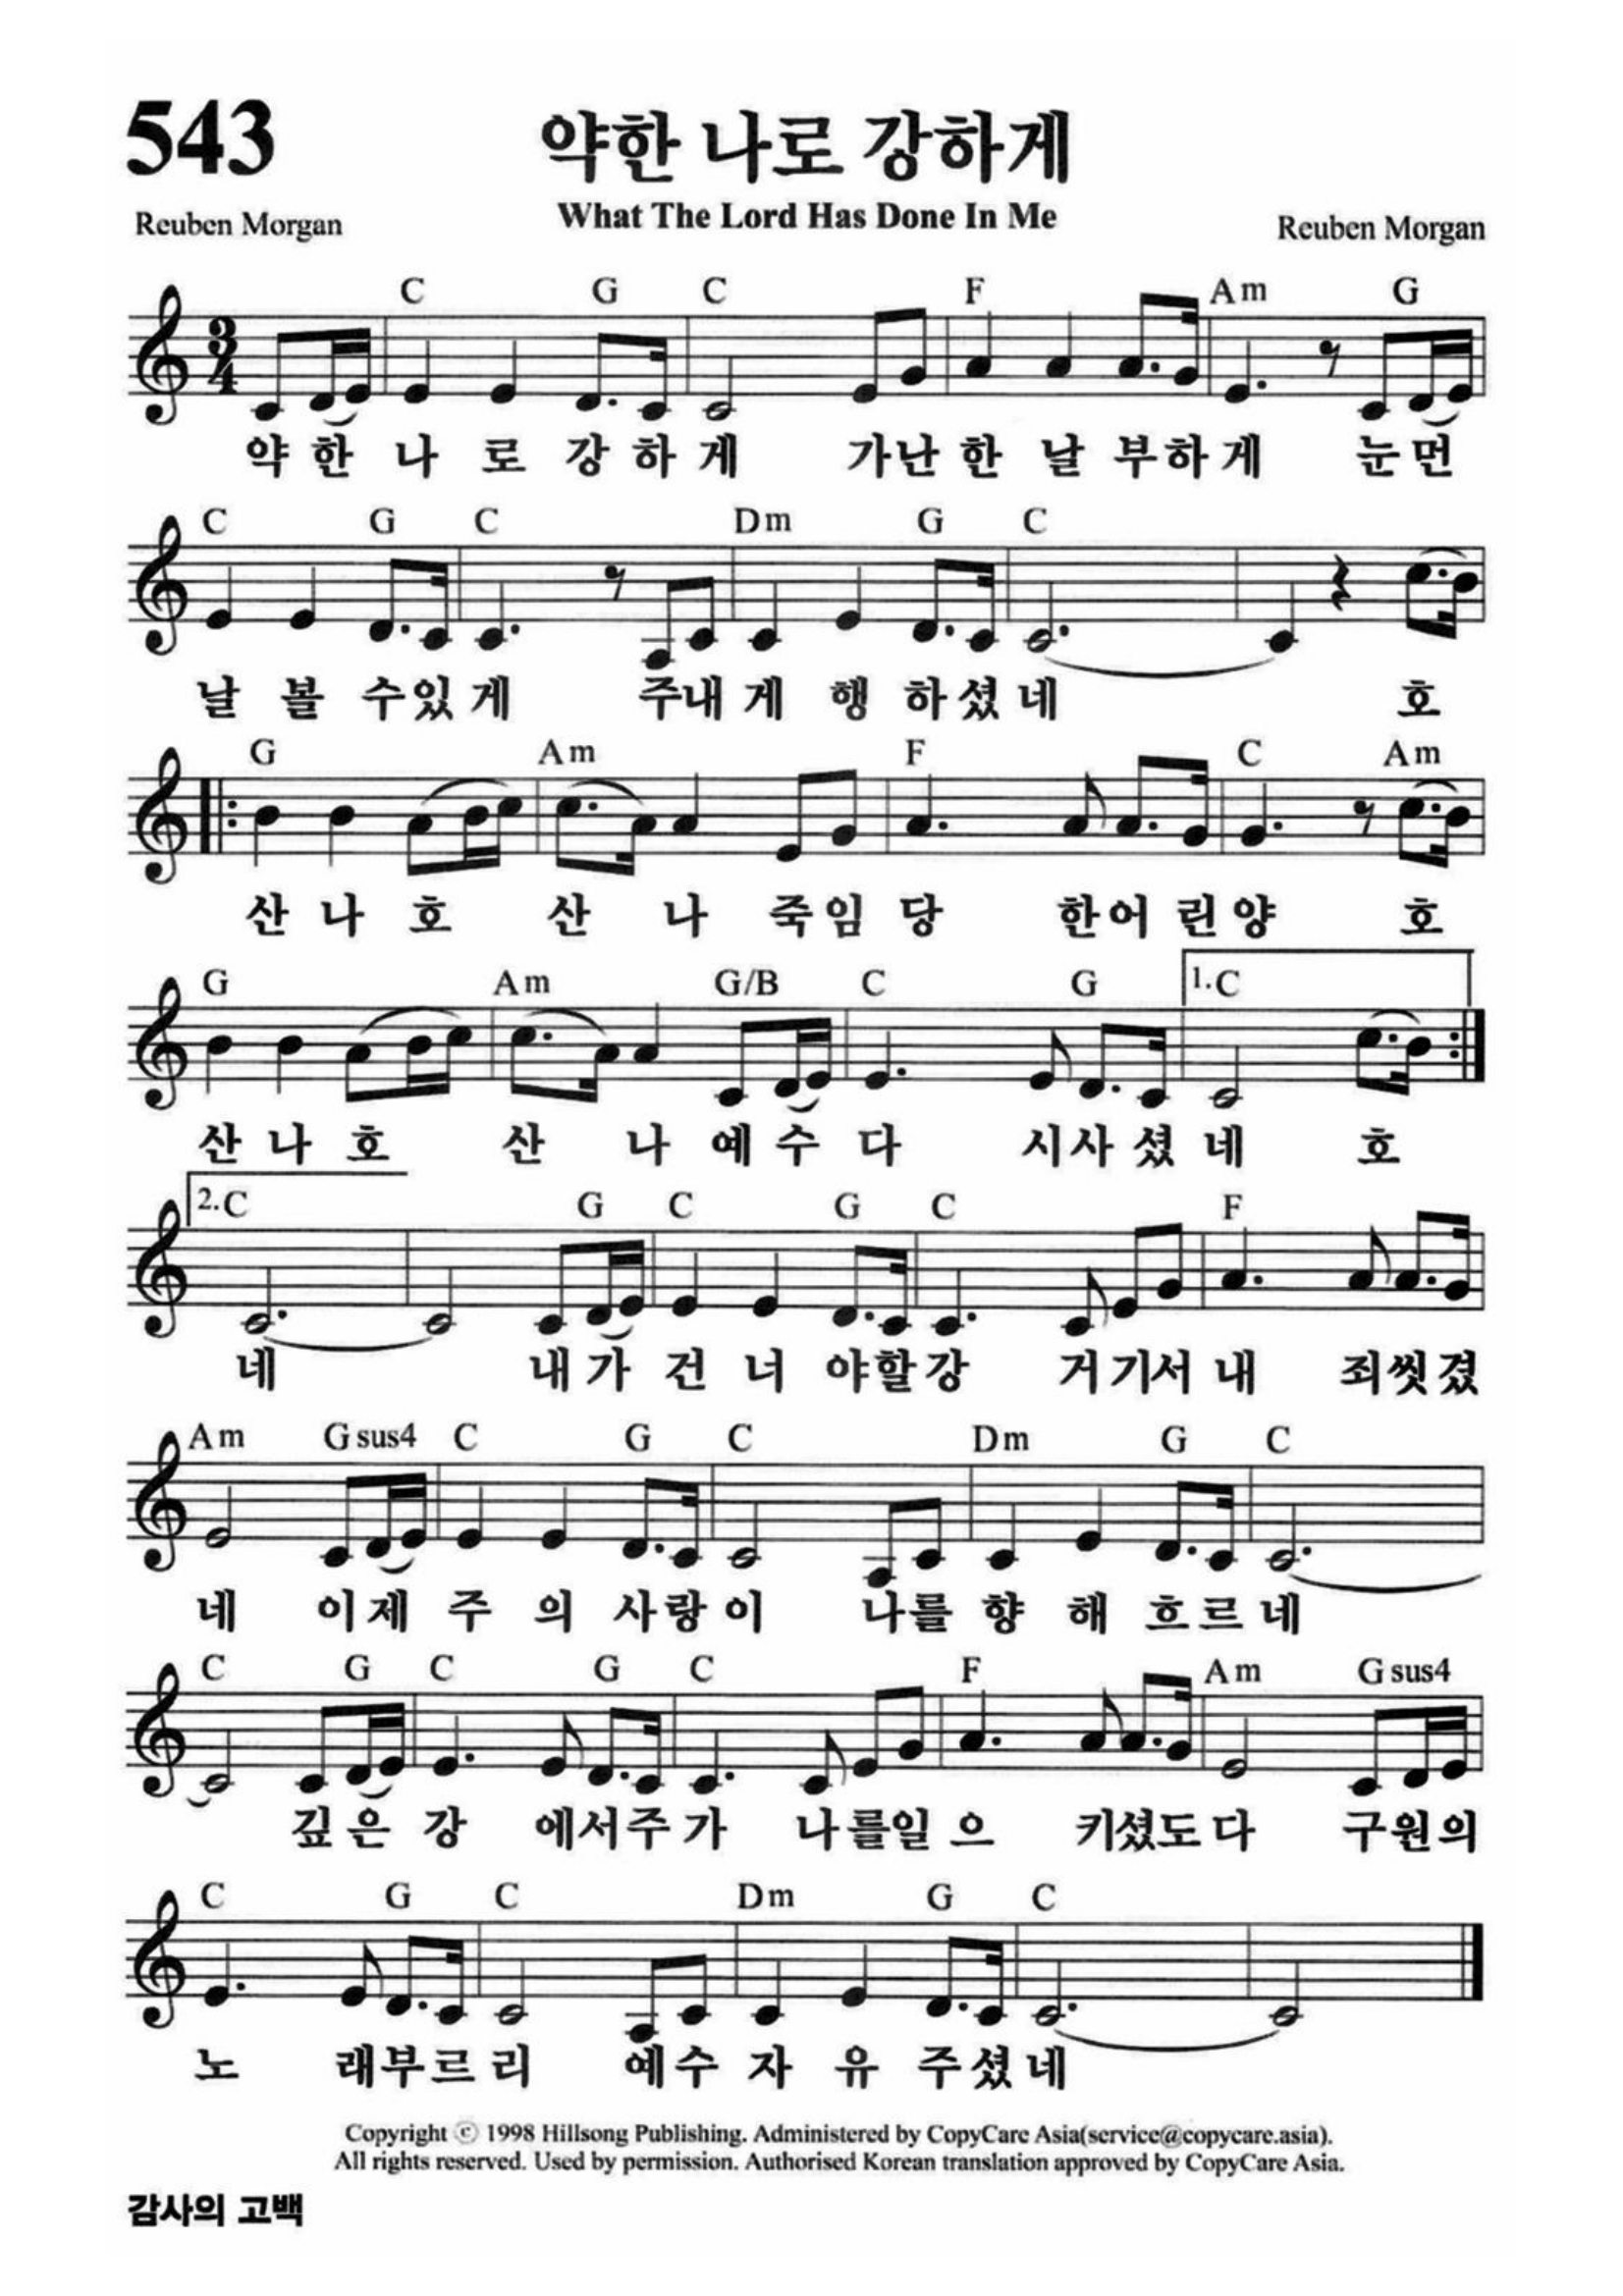 543
약한 나로 강하게
What The Lord Has Done In Me
Reuben Morgan
Reuben Morgan
C G C F Am G
3/4
약 한 나 로 강 하 게 가난 한 날 부하 게 눈 먼
C G C Dm G C
날 볼 수있 게 주내 게 행 하 셨 네 호
G Am F C Am
산 나 호 산 나 죽임 당 한어 린 양 호
G Am G/B C G 1.C
산 나 호 산 나 예 수 다 시사 셨 네 호
2.C G C G C F
네 내 가 건 너 야할 강 거 기서 내 죄씻겼
Am Gsus4 C G C Dm G C
네 이 제 주 의 사랑 이 나를 향 해 흐르 네
C G C G C F Am Gsus4
깊 은 강 에서주 가 나를일 으 키셨도 다 구원의
C G C Dm G C
노 래부르 리 예수 자 유 주셨 네
Copyright ⓒ 1998 Hillsong Publishing. Administered by CopyCare Asia(service@copycare.asia).
All rights reserved. Used by permission. Authorised Korean translation approved by CopyCare Asia.
감사의 고백